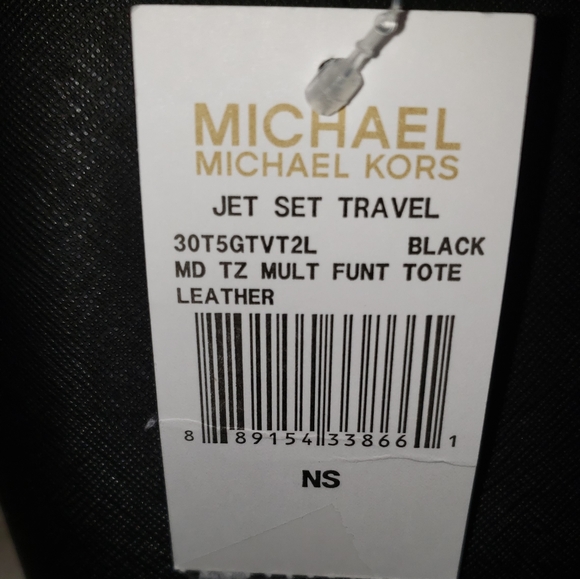 MICHAEL
MICHAEL KORS
JET SET TRAVEL
30T5GTVT2L BLACK
MD TZ MULT FUNT TOTE
LEATHER
8 89154 33866 1
NS